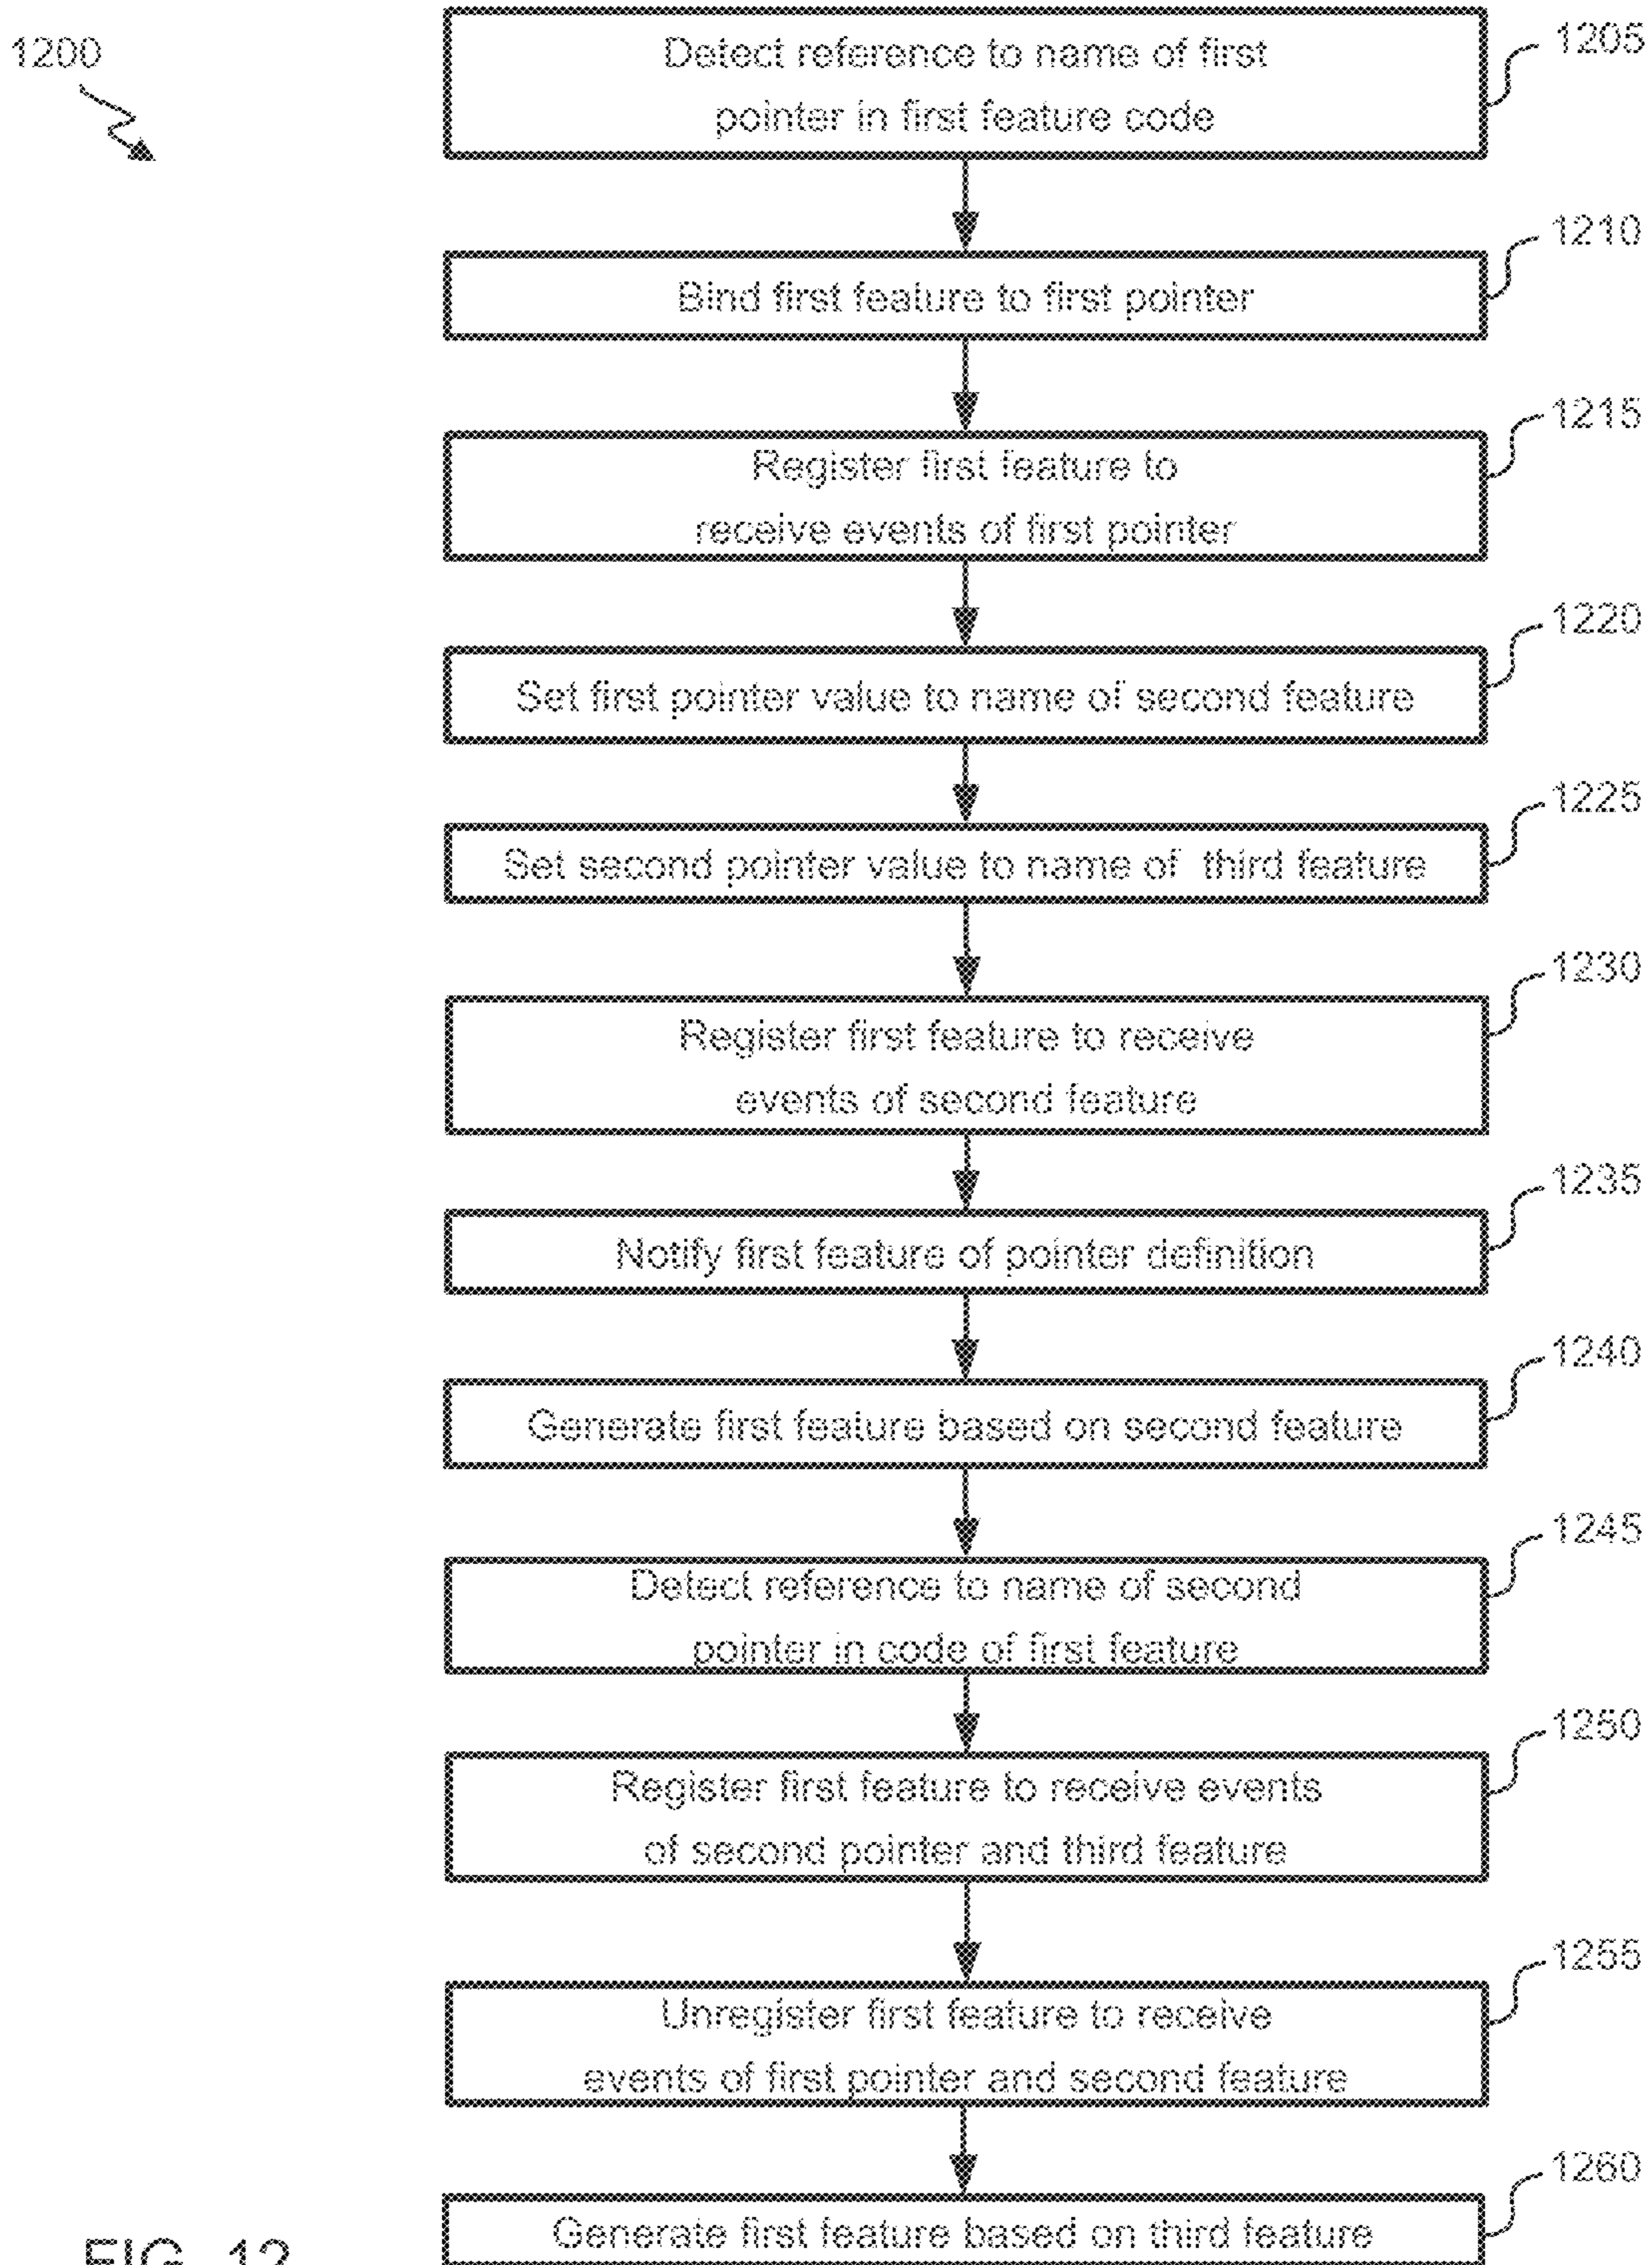 1200
Detect reference to name of first
pointer in first feature code
1205
Bind first feature to first pointer
1210
Register first feature to
receive events of first pointer
1215
Set first pointer value to name of second feature
1220
Set second pointer value to name of third feature
1225
Register first feature to receive
events of second feature
1230
Notify first feature of pointer definition
1235
Generate first feature based on second feature
1240
Detect reference to name of second
pointer in code of first feature
1245
Register first feature to receive events
of second pointer and third feature
1250
Unregister first feature to receive
events of first pointer and second feature
1255
Generate first feature based on third feature
1260
FIG. 12